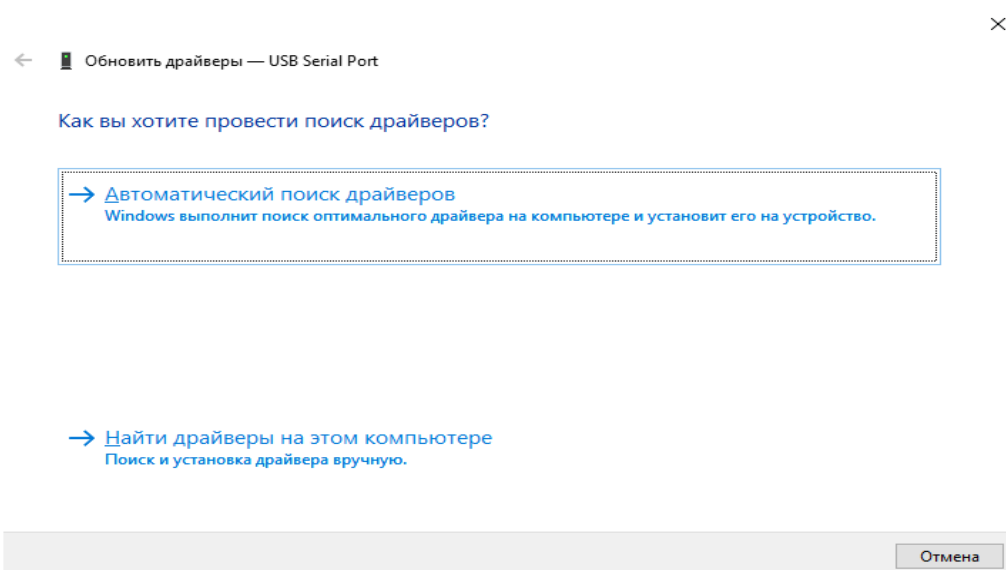 Обновить драйверы — USB Serial Port
Как вы хотите провести поиск драйверов?
Автоматический поиск драйверов
Windows выполнит поиск оптимального драйвера на компьютере и установит его на устройство.
Найти драйверы на этом компьютере
Поиск и установка драйвера вручную.
Отмена